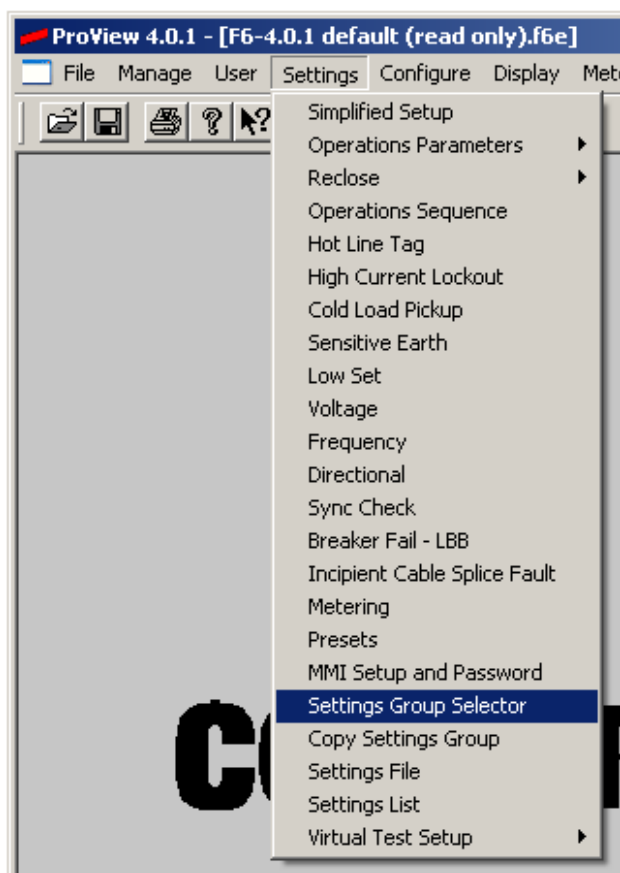 ProView 4.0.1 - [F6-4.0.1 default (read only).f6e]
File Manage User Settings Configure Display
Simplified Setup
Operations Parameters
Reclose
Operations Sequence
Hot Line Tag
High Current Lockout
Cold Load Pickup
Sensitive Earth
Low Set
Voltage
Frequency
Directional
Sync Check
Breaker Fail - LBB
Incipient Cable Splice Fault
Metering
Presets
MMI Setup and Password
Settings Group Selector
Copy Settings Group
Settings File
Settings List
Virtual Test Setup